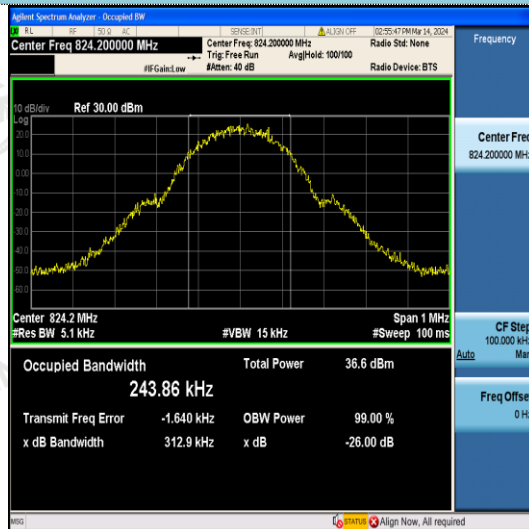 Agilent Spectrum Analyzer - Occupied BW
RL RF 50 Ω AC SENSE:INT ALIGN OFF 02:55:47 PM Mar 14, 2024
Center Freq 824.200000 MHz Center Freq: 824.200000 MHz Radio Std: None Frequency
Trig: Free Run Avg|Hold: 100/100
#IFGain:Low #Atten: 40 dB Radio Device: BTS
10 dB/div Ref 30.00 dBm
Log
20.0
10.0
0.00
-10.0
-20.0
-30.0
-40.0
-50.0
-60.0
Center Freq
824.200000 MHz
Center 824.2 MHz Span 1 MHz
#Res BW 5.1 kHz #VBW 15 kHz #Sweep 100 ms
CF Step
100.000 kHz
Auto Man
Occupied Bandwidth Total Power 36.6 dBm
243.86 kHz
Transmit Freq Error -1.640 kHz OBW Power 99.00 %
x dB Bandwidth 312.9 kHz x dB -26.00 dB
Freq Offse
0 Hz
MSG STATUS Align Now, All required